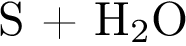 S + H₂O